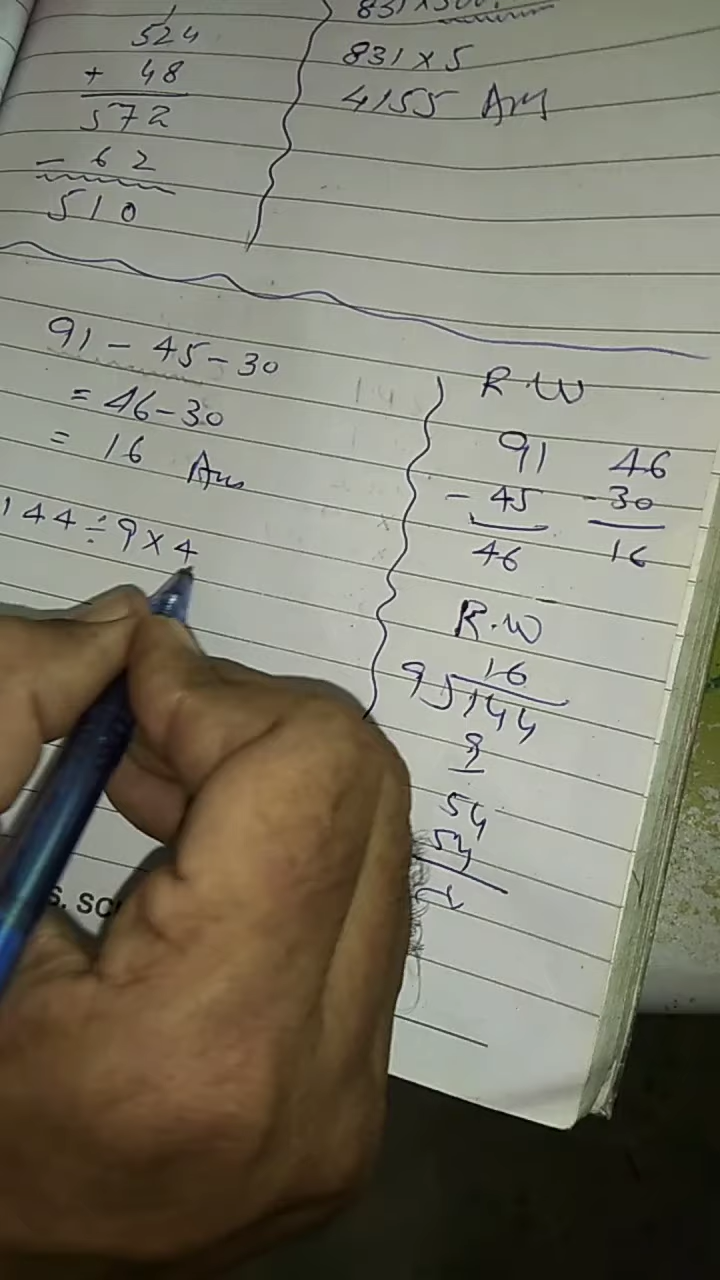 524
+ 48
572
- 62
510
831×5
4155 Ans
91 - 45 - 30
= 46 - 30
= 16 Ans
144 ÷ 9 × 4
R.W
91 46
- 45 - 30
46 16
R.W
16
9 144
9
54
54